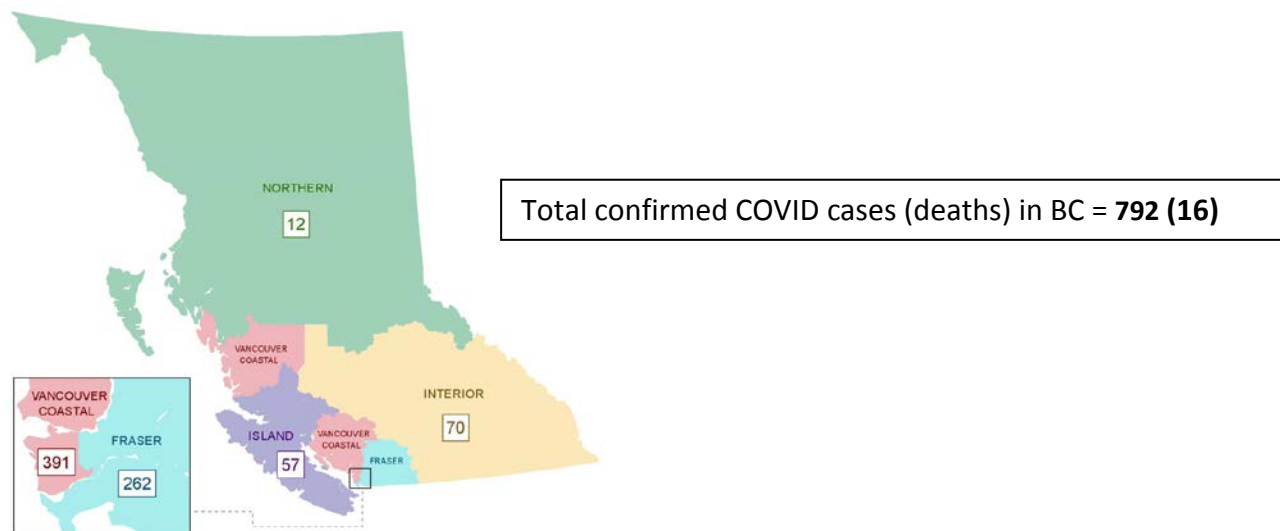 NORTHERN
12
Total confirmed COVID cases (deaths) in BC = 792 (16)
VANCOUVER
COASTAL
INTERIOR
70
VANCOUVER
COASTAL
ISLAND
57
VANCOUVER
COASTAL
FRASER
FRASER
391
262